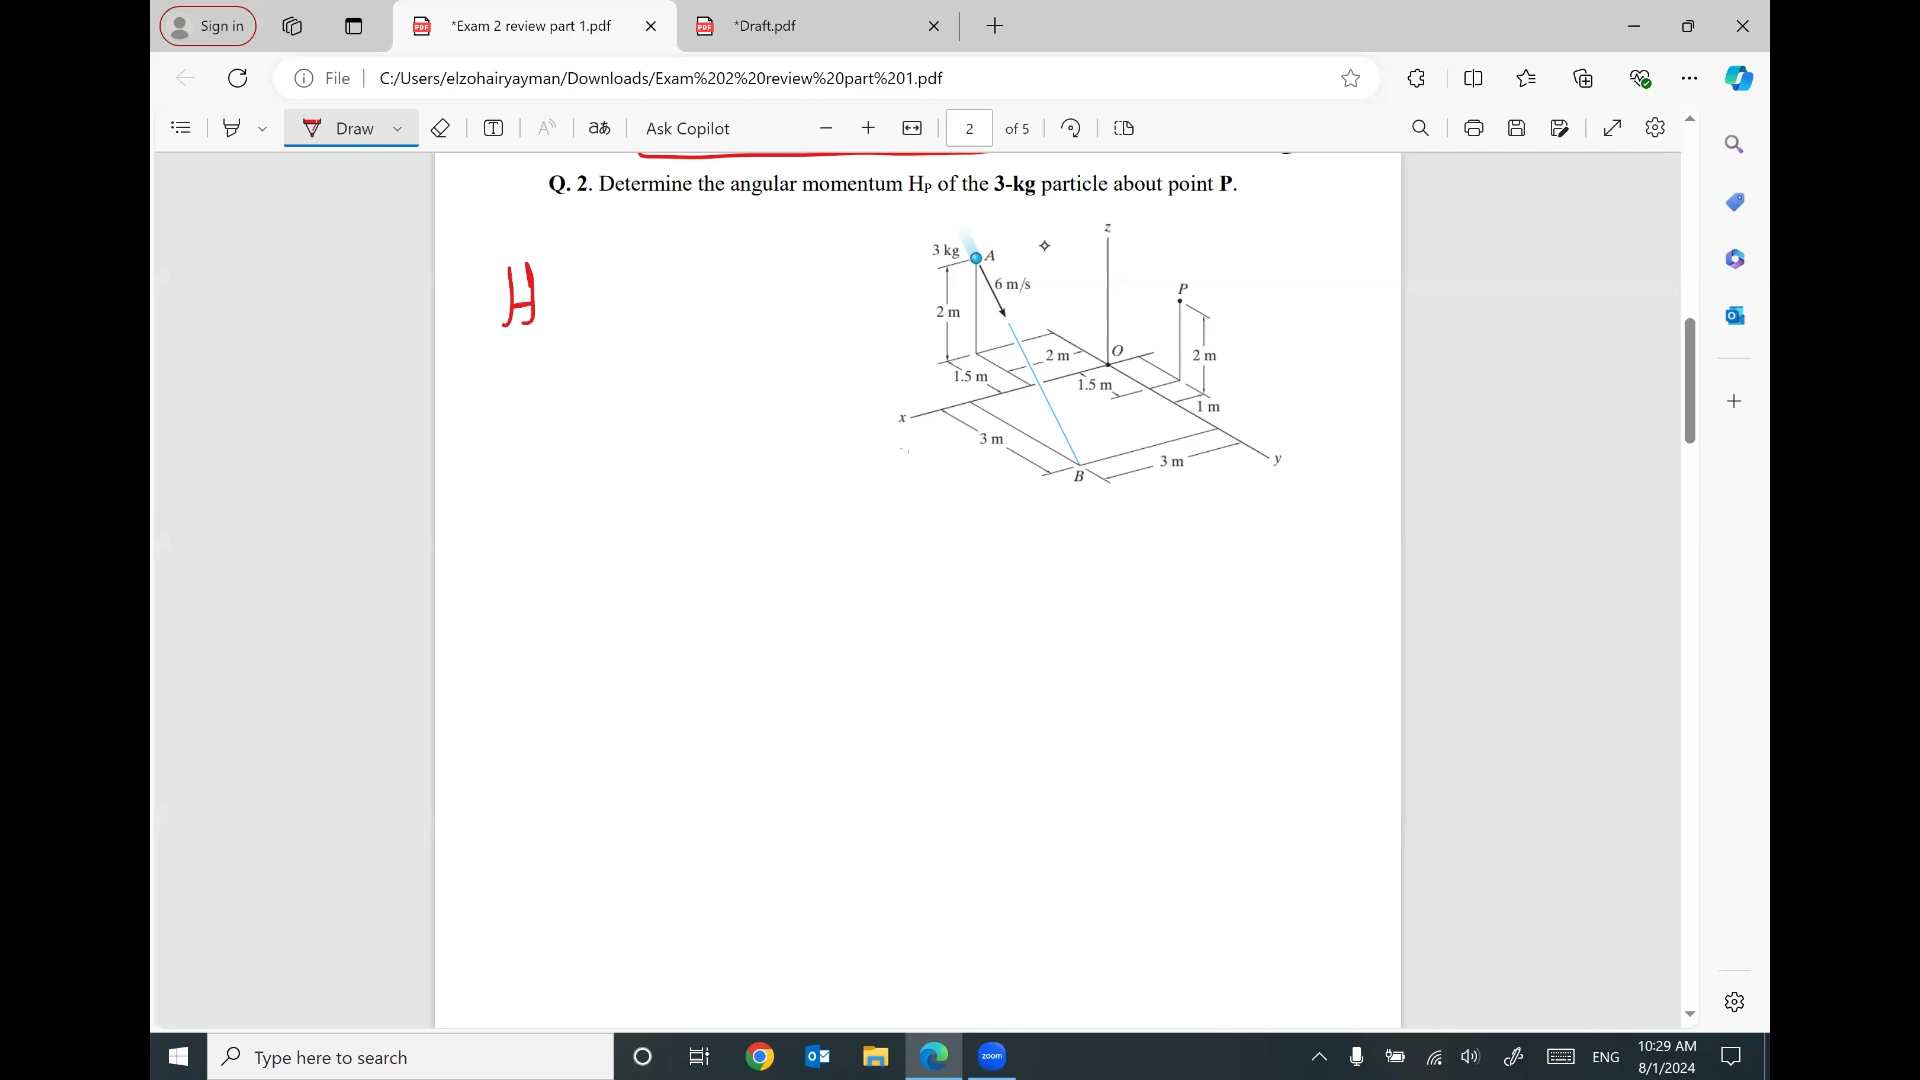 Sign in
*Exam 2 review part 1.pdf
*Draft.pdf
File
C:/Users/elzohairyayman/Downloads/Exam%202%20review%20part%201.pdf
Draw
Ask Copilot
2
of 5
Q. 2. Determine the angular momentum HP of the 3-kg particle about point P.
H
z
3 kg
A
6 m/s
P
2 m
O
2 m
2 m
1.5 m
1.5 m
1 m
x
3 m
3 m
y
B
Type here to search
zoom
ENG
10:29 AM
8/1/2024